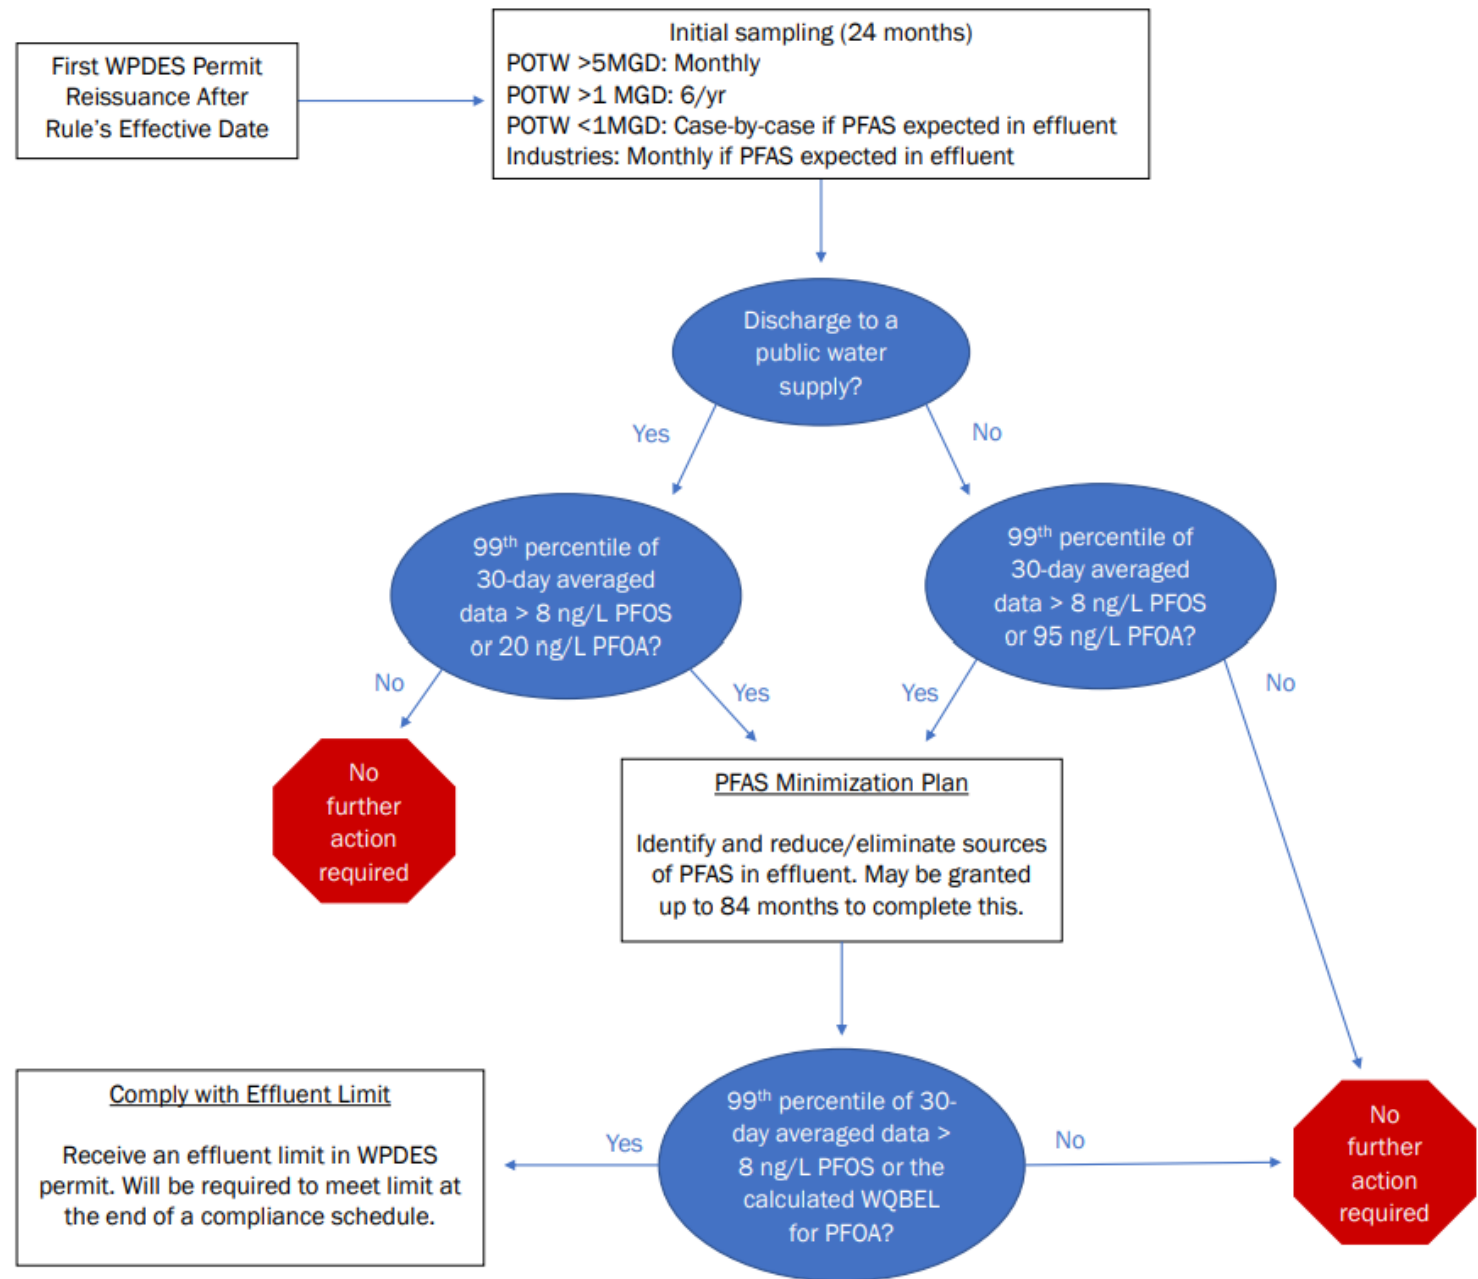 First WPDES Permit
Reissuance After
Rule's Effective Date
Initial sampling (24 months)
POTW >5MGD: Monthly
POTW >1 MGD: 6/yr
POTW <1MGD: Case-by-case if PFAS expected in effluent
Industries: Monthly if PFAS expected in effluent
Discharge to a
public water
supply?
Yes
No
99th percentile of
30-day averaged
data > 8 ng/L PFOS
or 20 ng/L PFOA?
99th percentile of
30-day averaged
data > 8 ng/L PFOS
or 95 ng/L PFOA?
No
Yes
Yes
No
No
further
action
required
PFAS Minimization Plan
Identify and reduce/eliminate sources
of PFAS in effluent. May be granted
up to 84 months to complete this.
Comply with Effluent Limit
Receive an effluent limit in WPDES
permit. Will be required to meet limit at
the end of a compliance schedule.
Yes
99th percentile of 30-
day averaged data >
8 ng/L PFOS or the
calculated WQBEL
for PFOA?
No
No
further
action
required